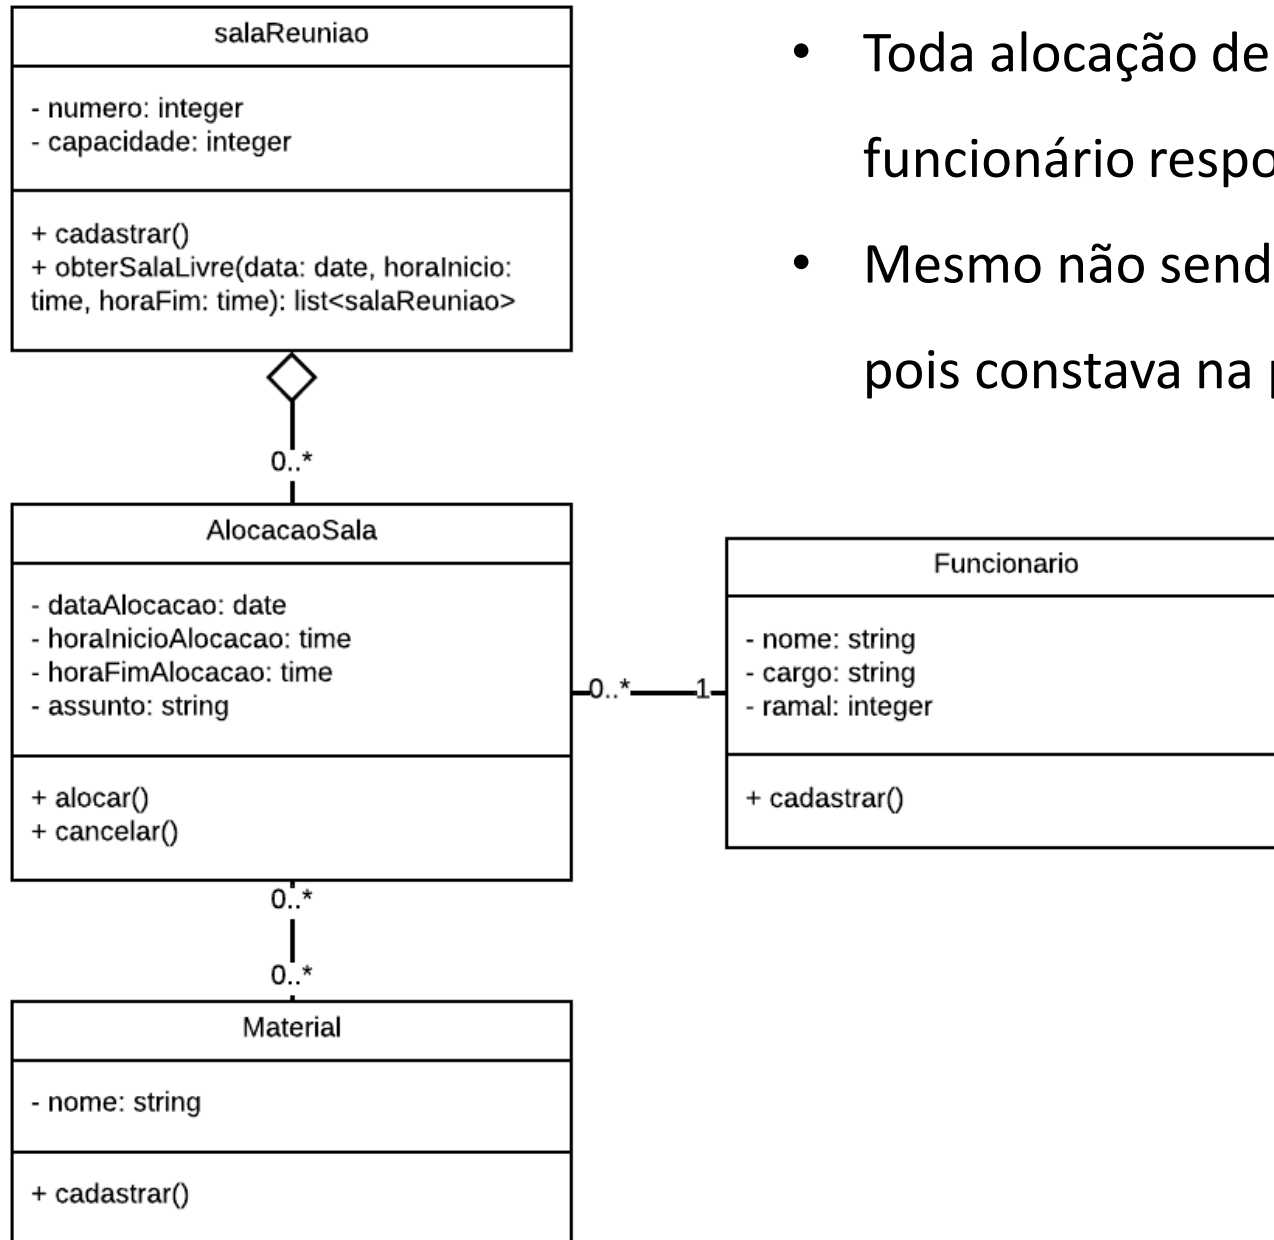 salaReuniao
- numero: integer
- capacidade: integer
+ cadastrar()
+ obterSalaLivre(data: date, horaInicio:
time, horaFim: time): list<salaReuniao>
0..*
AlocacaoSala
- dataAlocacao: date
- horaInicioAlocacao: time
- horaFimAlocacao: time
- assunto: string
+ alocar()
+ cancelar()
0..*
1
Funcionario
- nome: string
- cargo: string
- ramal: integer
+ cadastrar()
0..*
0..*
Material
- nome: string
+ cadastrar()
• Toda alocação de
funcionário
• Mesmo não
pois constava na